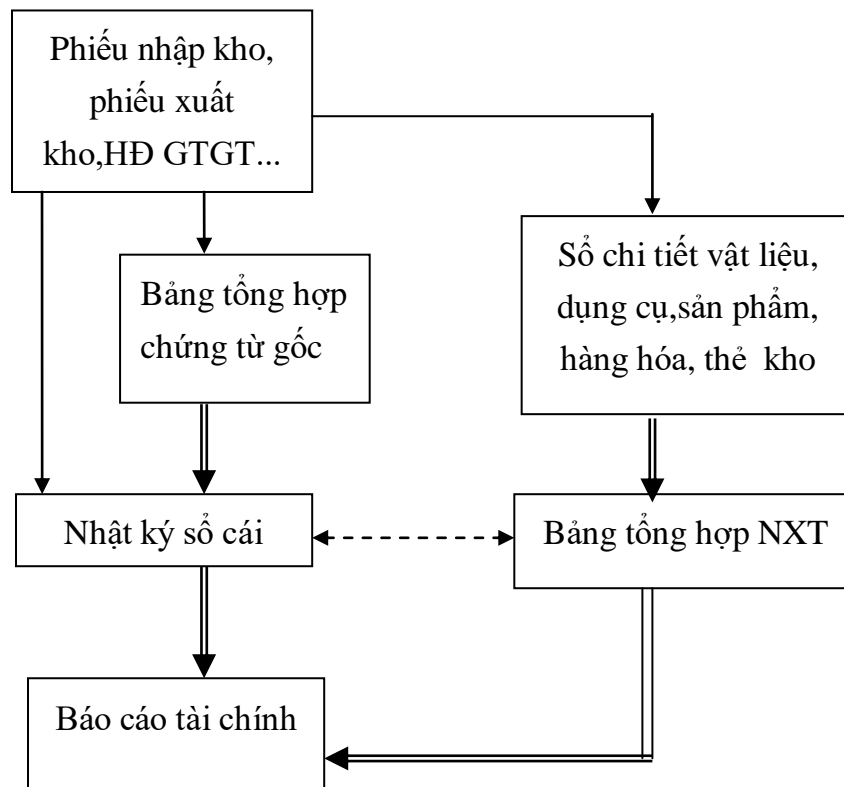 Phiếu nhập kho,
phiếu xuất
kho,HĐ GTGT...
Bảng tổng hợp
chứng từ gốc
Sổ chi tiết vật liệu,
dụng cụ,sản phẩm,
hàng hóa, thẻ kho
Nhật ký sổ cái
Bảng tổng hợp NXT
Báo cáo tài chính